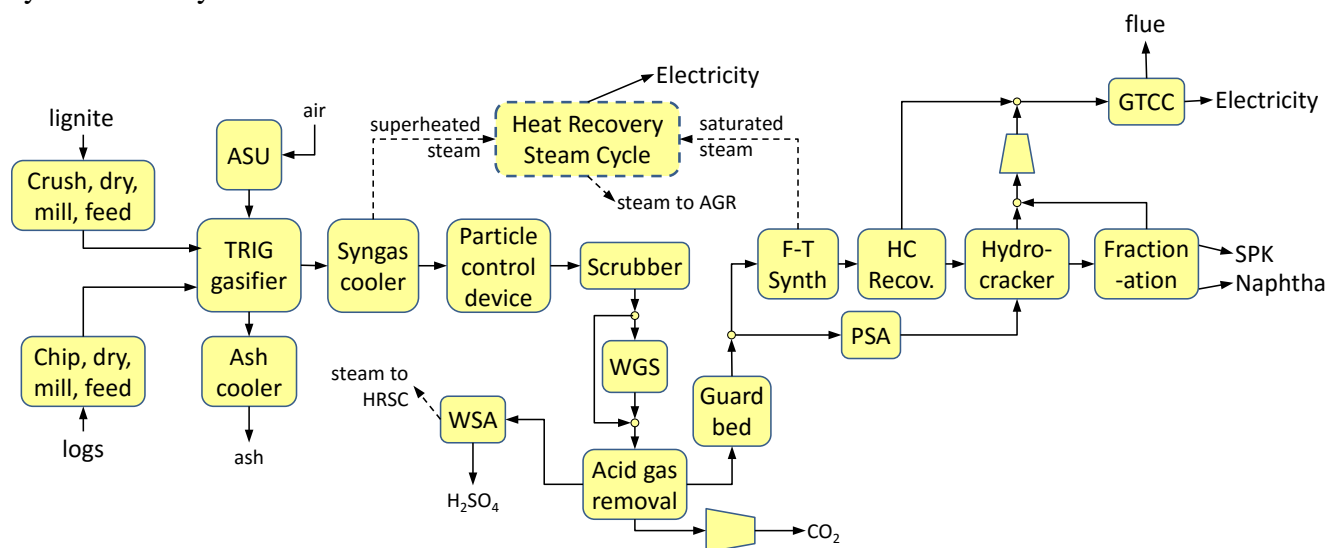 flue
Electricity
GTCC
Electricity
lignite
air
superheated
steam
Heat Recovery
Steam Cycle
saturated
steam
ASU
Crush, dry,
mill, feed
steam to AGR
TRIG
gasifier
Syngas
cooler
Particle
control
device
Scrubber
F-T
Synth
HC
Recov.
Hydro-
cracker
Fraction
-ation
SPK
Naphtha
PSA
Chip, dry,
mill, feed
Ash
cooler
WGS
steam to
HRSC
WSA
Guard
bed
logs
ash
H₂SO₄
Acid gas
removal
CO₂